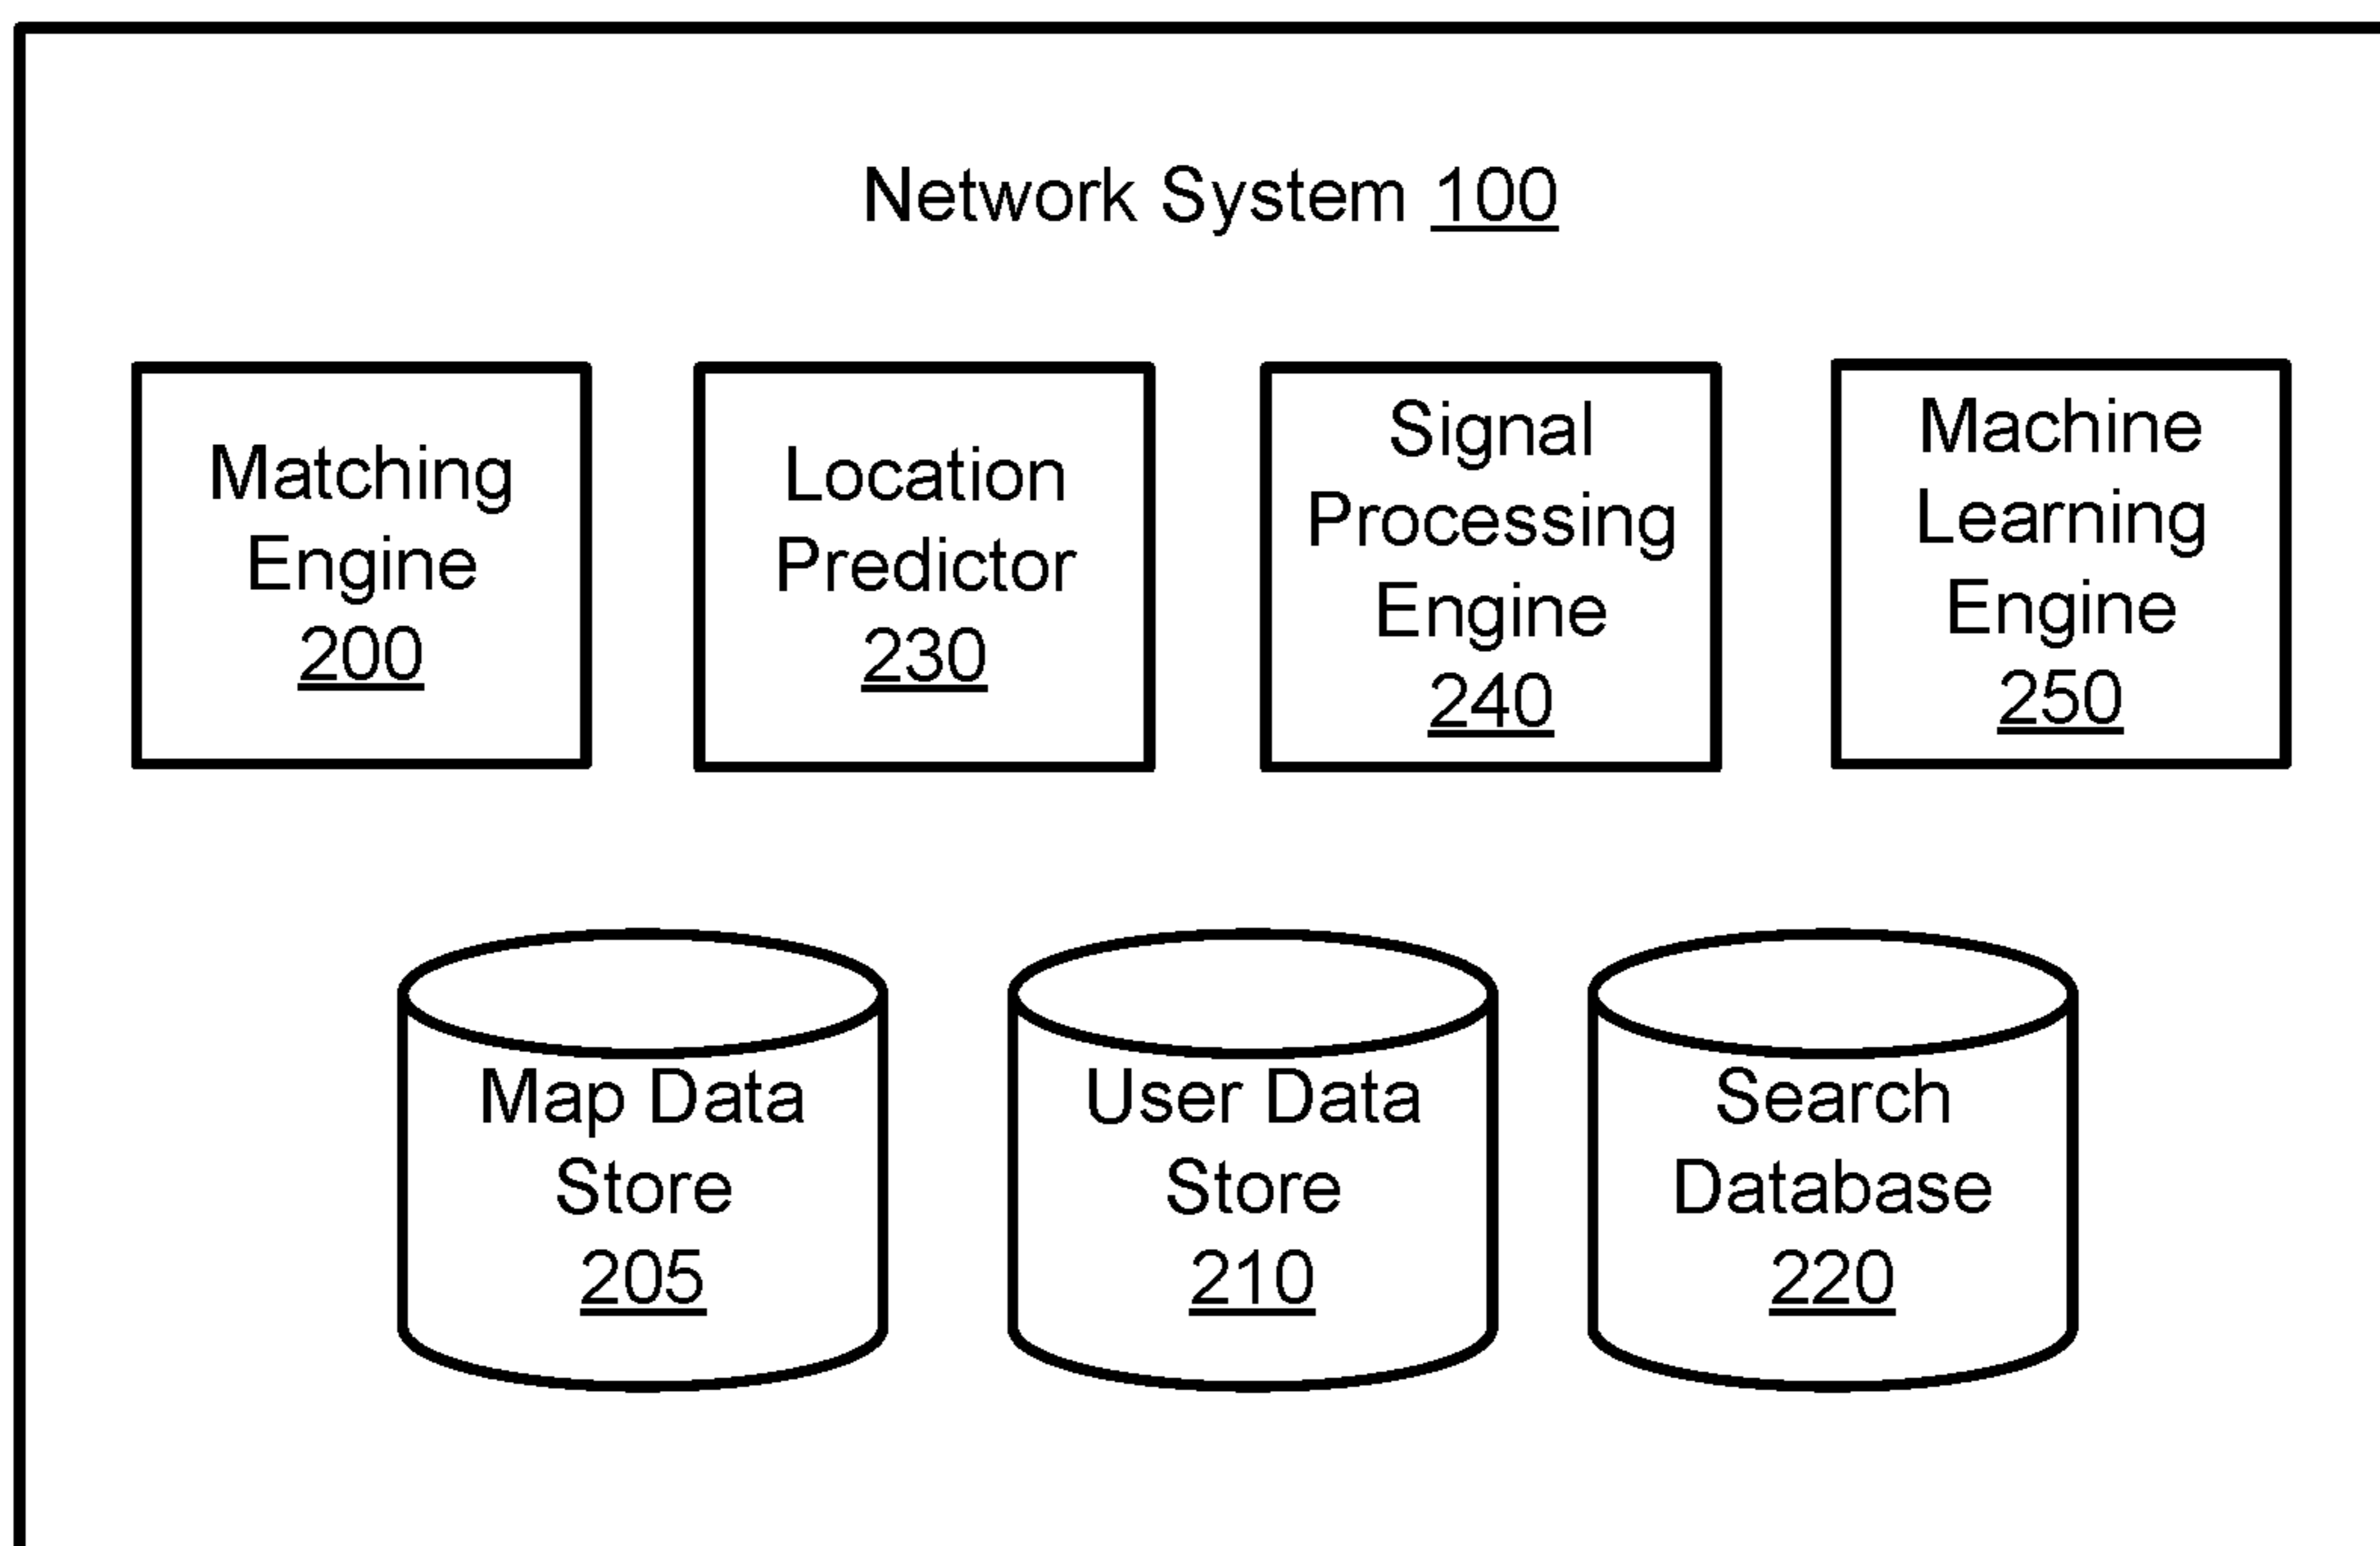 Network System 100
Matching
Engine
200
Location
Predictor
230
Signal
Processing
Engine
240
Machine
Learning
Engine
250
Map Data
Store
205
User Data
Store
210
Search
Database
220